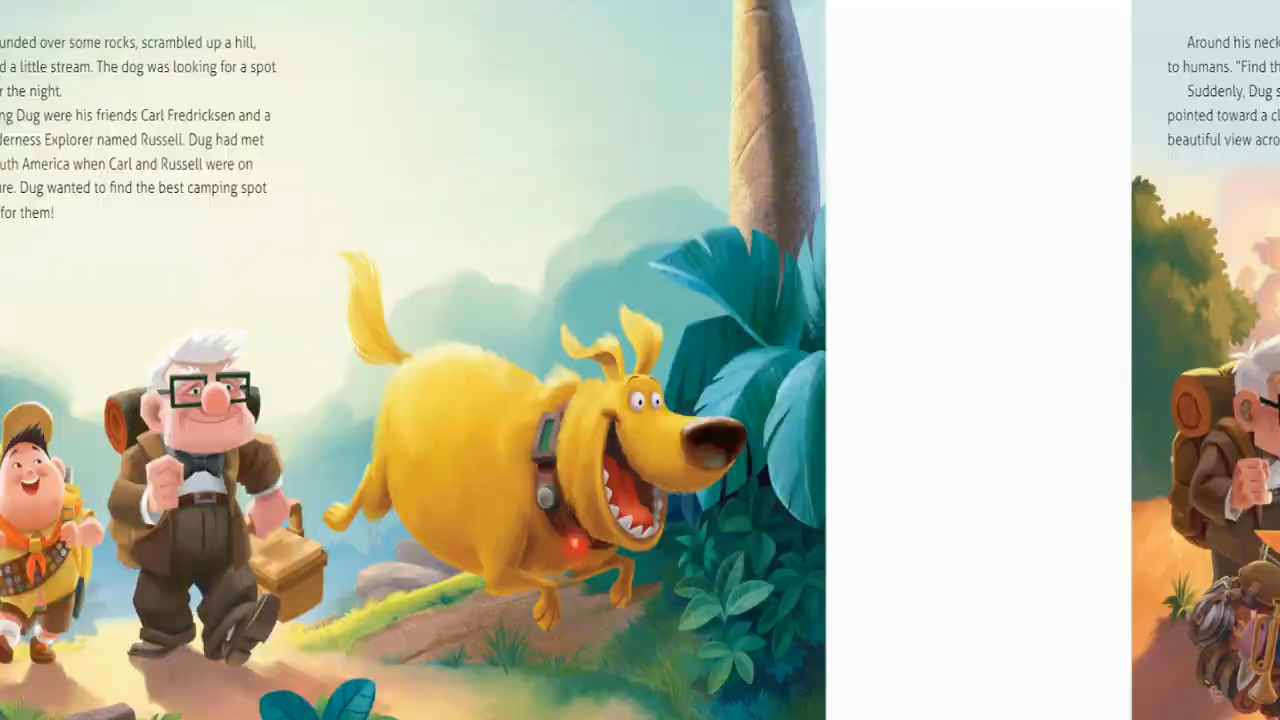 unded over some rocks, scrambled up a hill,
d a little stream. The dog was looking for a spot
r the night.
ng Dug were his friends Carl Fredricksen and a
derness Explorer named Russell. Dug had met
uth America when Carl and Russell were on
ure. Dug wanted to find the best camping spot
for them!
Around his neck
to humans. "Find th
Suddenly, Dug s
pointed toward a cl
beautiful view acro